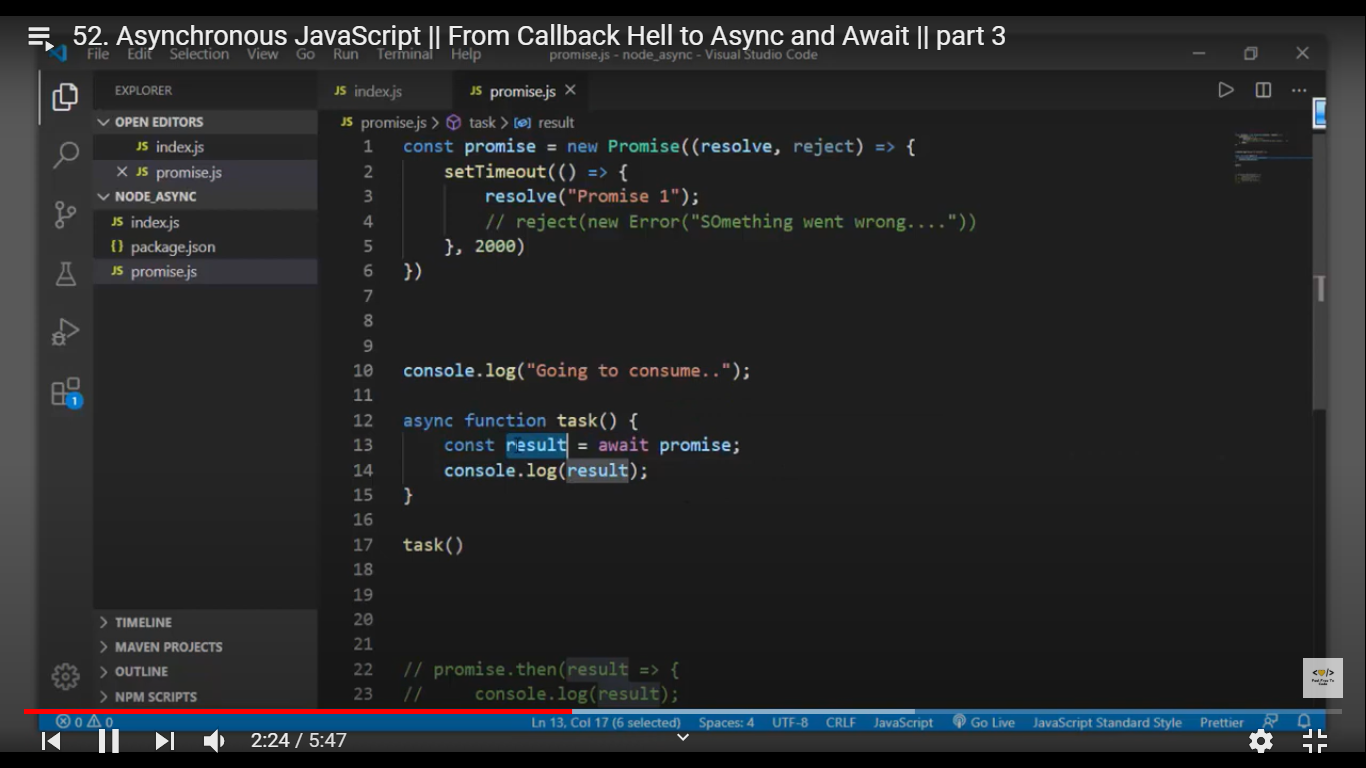 52. Asynchronous JavaScript || From Callback Hell to Async and Await || part 3
File Edit Selection View Go Run Terminal Help promise.js - node_async - Visual Studio Code
EXPLORER
OPEN EDITORS
JS index.js
JS promise.js
NODE_ASYNC
JS index.js
{} package.json
JS promise.js
TIMELINE
MAVEN PROJECTS
OUTLINE
NPM SCRIPTS
1
JS index.js JS promise.js
JS promise.js > task > result
1 const promise = new Promise((resolve, reject) => {
2 setTimeout(() => {
3 resolve("Promise 1");
4 // reject(new Error("SOmething went wrong...."))
5 }, 2000)
6 })
7
8
9
10 console.log("Going to consume..");
11
12 async function task() {
13 const result = await promise;
14 console.log(result);
15 }
16
17 task()
18
19
20
21
22 // promise.then(result => {
23 // console.log(result);
0 0 Ln 13, Col 17 (6 selected) Spaces: 4 UTF-8 CRLF JavaScript Go Live JavaScript Standard Style Prettier
2:24 / 5:47